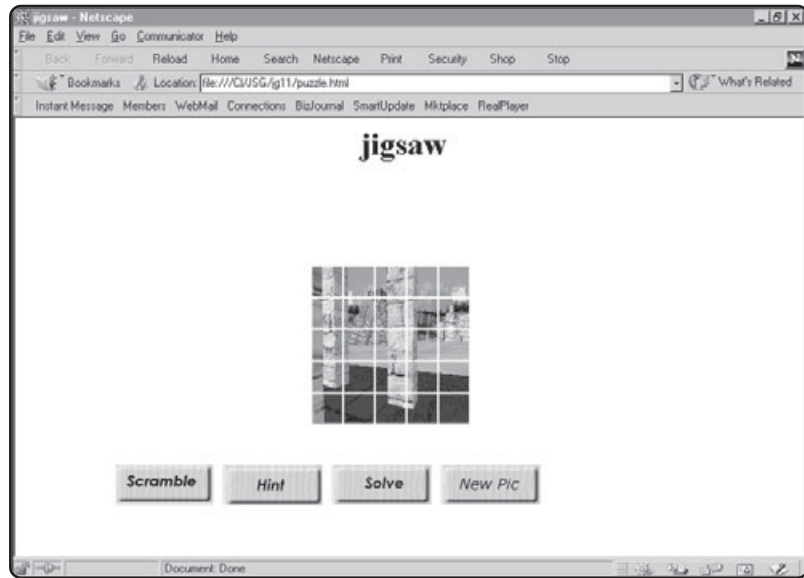 jigsaw - Netscape
File Edit View Go Communicator Help
Back Forward Reload Home Search Netscape Print Security Shop Stop
Bookmarks Location: file:///C|/JSG/jg11/puzzle.html What's Related
Instant Message Members WebMail Connections BizJournal SmartUpdate Mktplace RealPlayer
jigsaw
Scramble Hint Solve New Pic
Document: Done